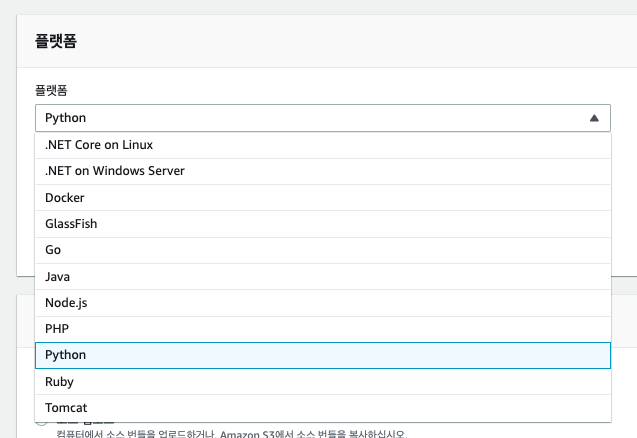 플랫폼
플랫폼
Python
.NET Core on Linux
.NET on Windows Server
Docker
GlassFish
Go
Java
Node.js
PHP
Python
Ruby
Tomcat
컴퓨터에서 소스 번들을 업로드하거나, Amazon S3에서 소스 번들을 복사하십시오.